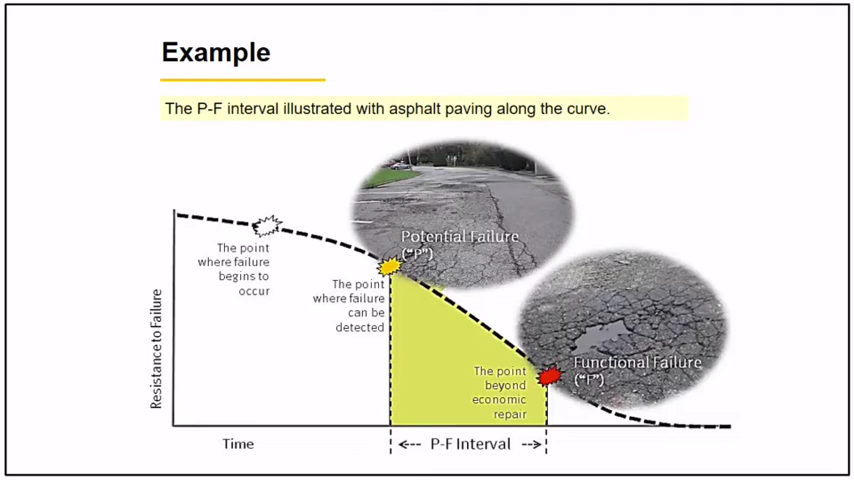 Example
The P-F interval illustrated with asphalt paving along the curve.
Potential Failure
("P")
The point
where failure
begins to
occur
The point
where failure
can be
detected
Functional Failure
("F")
The point
beyond
economic
repair
Resistance to Failure
Time
P-F Interval